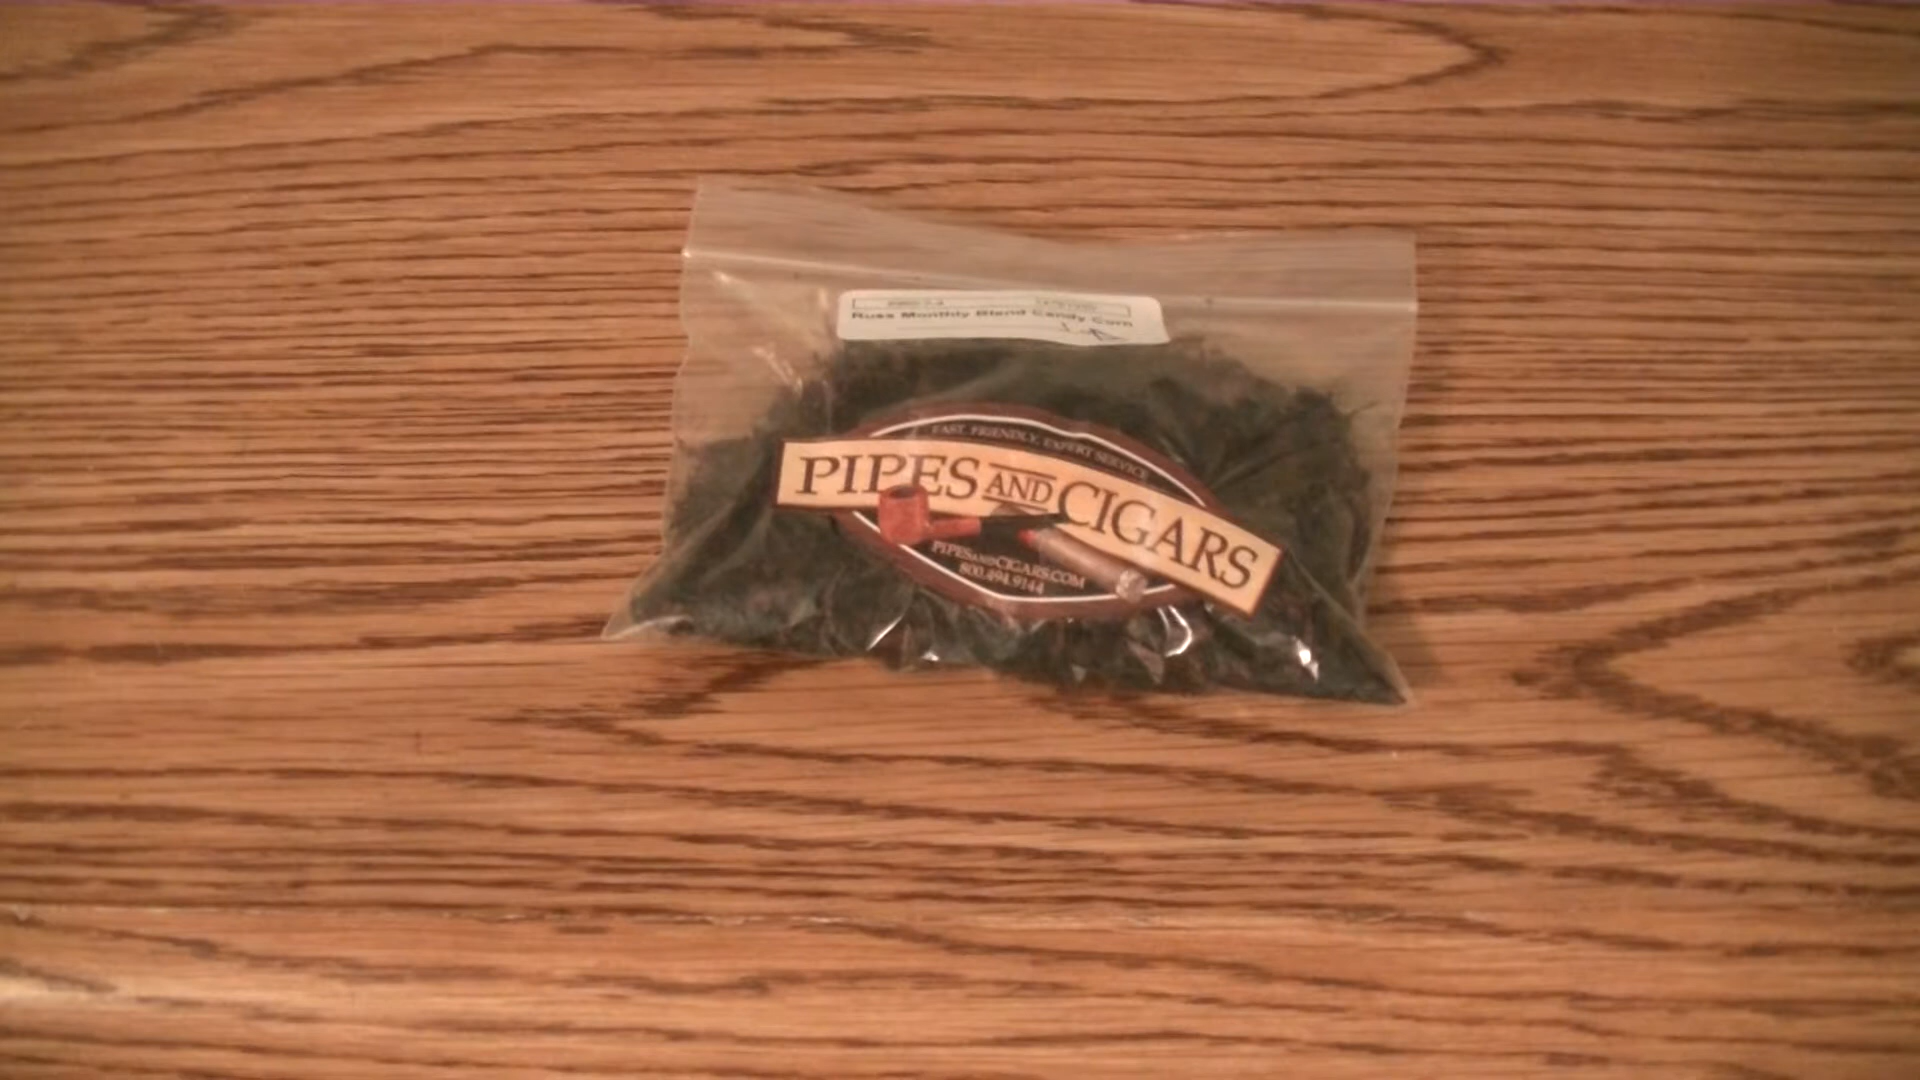 Russ Monthly Blend Candy Corn
FAST, FRIENDLY, EXPERT SERVICE
PIPES AND CIGARS
PIPESANDCIGARS.COM
800.494.9144